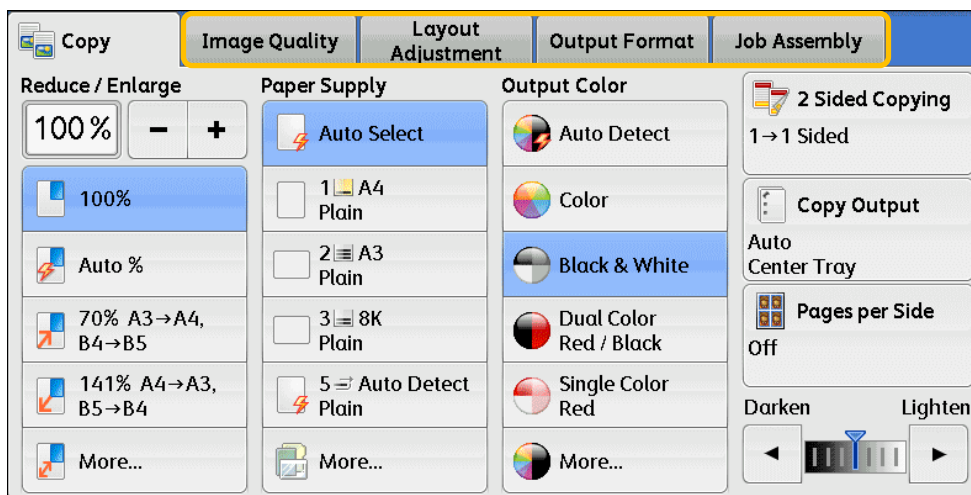 Copy
Image Quality
Layout
Adjustment
Output Format
Job Assembly
Reduce / Enlarge
100%
100%
Auto %
70% A3→A4,
B4→B5
141% A4→A3,
B5→B4
More...
Paper Supply
Auto Select
1 A4
Plain
2 A3
Plain
3 8K
Plain
5 Auto Detect
Plain
More...
Output Color
Auto Detect
Color
Black & White
Dual Color
Red / Black
Single Color
Red
More...
2 Sided Copying
1→1 Sided
Copy Output
Auto
Center Tray
Pages per Side
Off
Darken Lighten